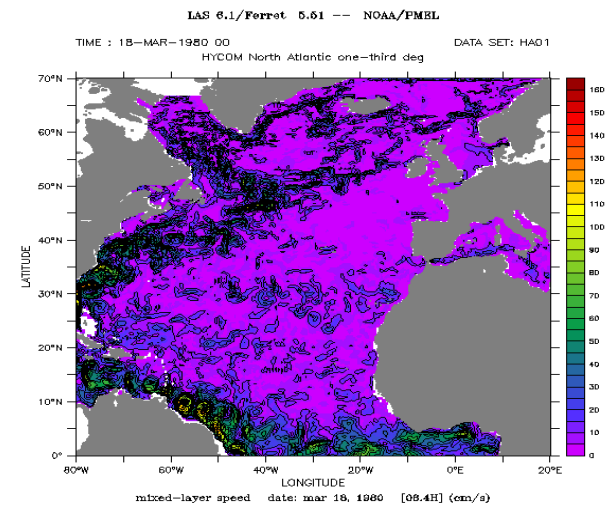 LAS 6.1/Ferret 5.51 -- NOAA/PMEL
TIME : 18-MAR-1980 00
DATA SET: HA01
HYCOM North Atlantic one-third deg
70°N
60°N
50°N
40°N
30°N
20°N
10°N
0°
LATITUDE
80°W
60°W
40°W
20°W
0°E
20°E
LONGITUDE
160
150
140
130
120
110
100
90
80
70
60
50
40
30
20
10
0
mixed-layer speed date: mar 18, 1980 [08.4H] (cm/s)